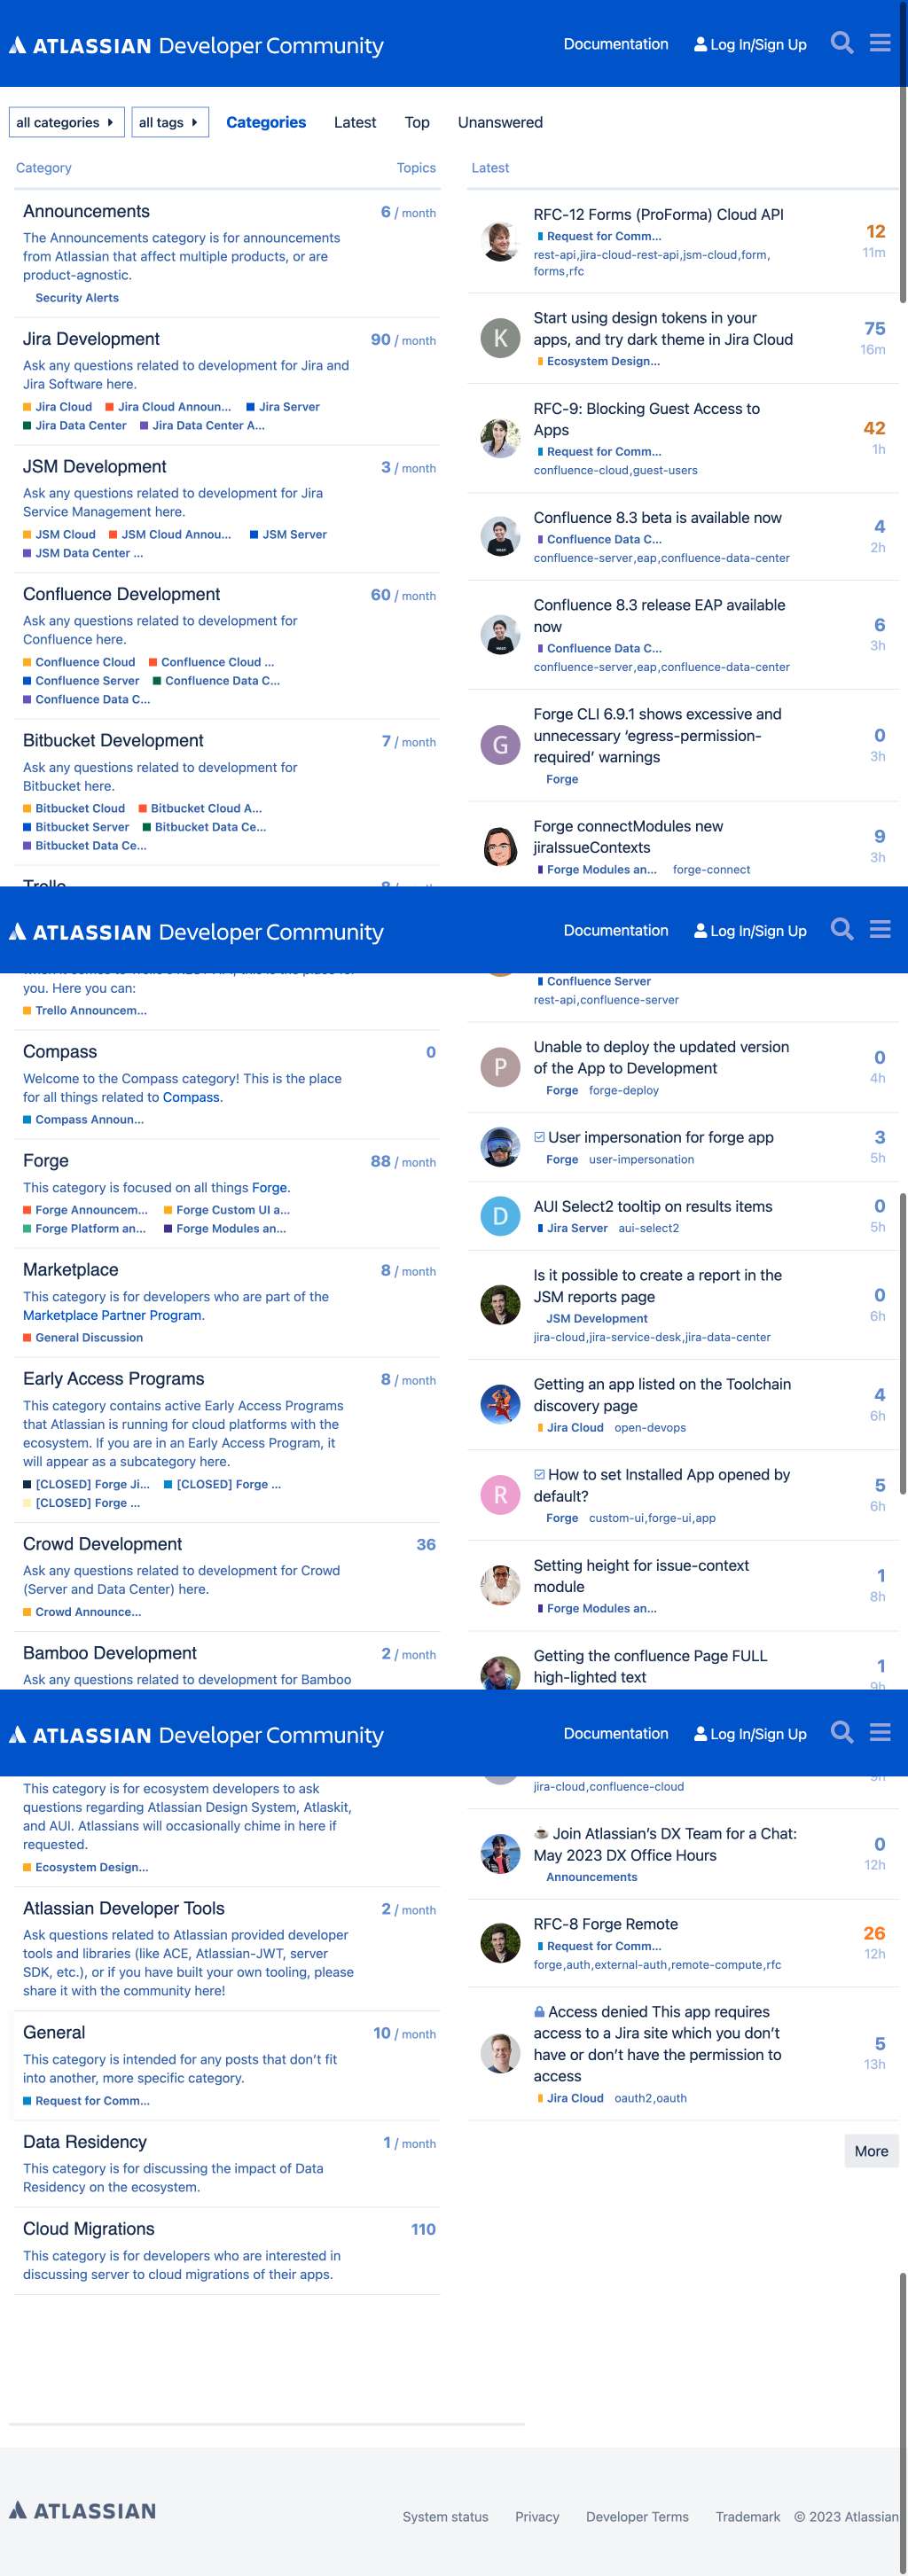 ATLASSIAN Developer Community
Documentation
Log In/Sign Up
all categories
all tags
Categories
Latest
Top
Unanswered
Category
Topics
Announcements
6 / month
The Announcements category is for announcements
from Atlassian that affect multiple products, or are
product-agnostic.
Security Alerts
Jira Development
90 / month
Ask any questions related to development for Jira and
Jira Software here.
Jira Cloud Jira Cloud Announ... Jira Server
Jira Data Center Jira Data Center A...
JSM Development
3 / month
Ask any questions related to development for Jira
Service Management here.
JSM Cloud JSM Cloud Annou... JSM Server
JSM Data Center ...
Confluence Development
60 / month
Ask any questions related to development for
Confluence here.
Confluence Cloud Confluence Cloud ...
Confluence Server Confluence Data C...
Confluence Data C...
Bitbucket Development
7 / month
Ask any questions related to development for
Bitbucket here.
Bitbucket Cloud Bitbucket Cloud A...
Bitbucket Server Bitbucket Data Ce...
Bitbucket Data Ce...
Trello
Latest
RFC-12 Forms (ProForma) Cloud API
12
Request for Comm...
11m
rest-api,jira-cloud-rest-api,jsm-cloud,form,
forms,rfc
K
Start using design tokens in your
apps, and try dark theme in Jira Cloud
75
16m
Ecosystem Design...
RFC-9: Blocking Guest Access to
Apps
42
1h
Request for Comm...
confluence-cloud,guest-users
Confluence 8.3 beta is available now
4
2h
Confluence Data C...
confluence-server,eap,confluence-data-center
Confluence 8.3 release EAP available
now
6
3h
Confluence Data C...
confluence-server,eap,confluence-data-center
G
Forge CLI 6.9.1 shows excessive and
unnecessary ‘egress-permission-
required’ warnings
0
3h
Forge
Forge connectModules new
jiraIssueContexts
9
3h
Forge Modules an... forge-connect
ATLASSIAN Developer Community
Documentation
Log In/Sign Up
you. Here you can:
Trello Announcem...
Compass
0
Welcome to the Compass category! This is the place
for all things related to Compass.
Compass Announ...
Forge
88 / month
This category is focused on all things Forge.
Forge Announcem... Forge Custom UI a...
Forge Platform an... Forge Modules an...
Marketplace
8 / month
This category is for developers who are part of the
Marketplace Partner Program.
General Discussion
Early Access Programs
8 / month
This category contains active Early Access Programs
that Atlassian is running for cloud platforms with the
ecosystem. If you are in an Early Access Program, it
will appear as a subcategory here.
[CLOSED] Forge Ji... [CLOSED] Forge ...
[CLOSED] Forge ...
Crowd Development
36
Ask any questions related to development for Crowd
(Server and Data Center) here.
Crowd Announce...
Bamboo Development
2 / month
Ask any questions related to development for Bamboo
Confluence Server
rest-api,confluence-server
P
Unable to deploy the updated version
of the App to Development
0
4h
Forge forge-deploy
User impersonation for forge app
3
5h
Forge user-impersonation
D
AUI Select2 tooltip on results items
0
5h
Jira Server aui-select2
Is it possible to create a report in the
JSM reports page
0
6h
JSM Development
jira-cloud,jira-service-desk,jira-data-center
Getting an app listed on the Toolchain
discovery page
4
6h
Jira Cloud open-devops
R
How to set Installed App opened by
default?
5
6h
Forge custom-ui,forge-ui,app
Setting height for issue-context
module
1
8h
Forge Modules an...
Getting the confluence Page FULL
high-lighted text
1
9h
ATLASSIAN Developer Community
Documentation
Log In/Sign Up
This category is for ecosystem developers to ask
questions regarding Atlassian Design System, Atlaskit,
and AUI. Atlassians will occasionally chime in here if
requested.
Ecosystem Design...
Atlassian Developer Tools
2 / month
Ask questions related to Atlassian provided developer
tools and libraries (like ACE, Atlassian-JWT, server
SDK, etc.), or if you have built your own tooling, please
share it with the community here!
General
10 / month
This category is intended for any posts that don’t fit
into another, more specific category.
Request for Comm...
Data Residency
1 / month
This category is for discussing the impact of Data
Residency on the ecosystem.
Cloud Migrations
110
This category is for developers who are interested in
discussing server to cloud migrations of their apps.
jira-cloud,confluence-cloud
Join Atlassian’s DX Team for a Chat:
May 2023 DX Office Hours
0
12h
Announcements
RFC-8 Forge Remote
26
12h
Request for Comm...
forge,auth,external-auth,remote-compute,rfc
Access denied This app requires
access to a Jira site which you don’t
have or don’t have the permission to
access
5
13h
Jira Cloud oauth2,oauth
More
ATLASSIAN
System status
Privacy
Developer Terms
Trademark
© 2023 Atlassian